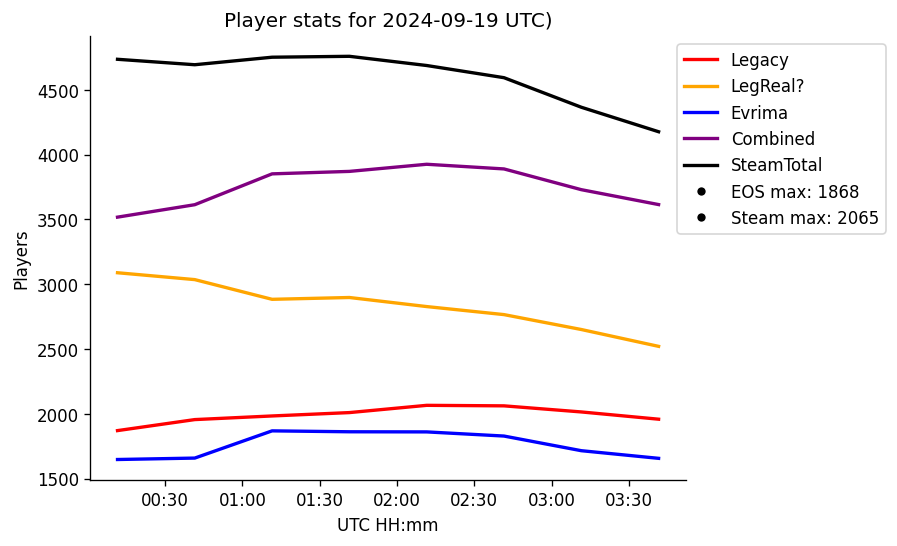 Player stats for 2024-09-19 UTC)
Legacy
LegReal?
Evrima
Combined
SteamTotal
EOS max: 1868
Steam max: 2065
Players
4500
4000
3500
3000
2500
2000
1500
00:30 01:00 01:30 02:00 02:30 03:00 03:30
UTC HH:mm